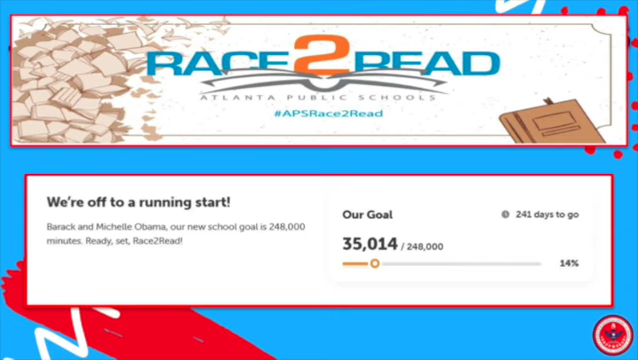 RACE2READ
ATLANTA PUBLIC SCHOOLS
#APSRace2Read
We're off to a running start!
Barack and Michelle Obama, our new school goal is 248,000
minutes. Ready, set, Race2Read!
Our Goal
241 days to go
35,014 / 248,000
14%